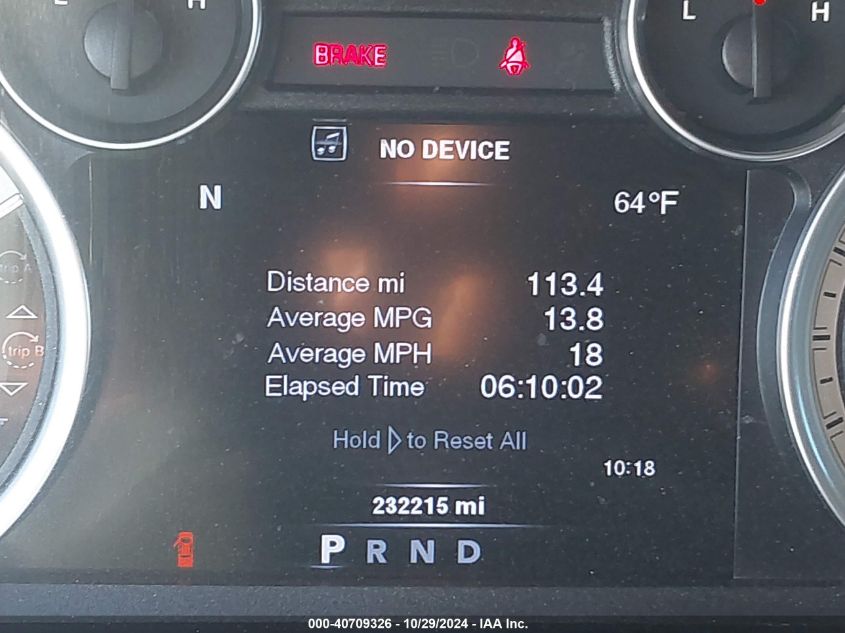 L H
BRAKE
L H
NO DEVICE
N 64°F
trip A
Distance mi 113.4
Average MPG 13.8
trip B
Average MPH 18
Elapsed Time 06:10:02
Hold ▷ to Reset All
10:18
232215 mi
P R N D
000-40709326 - 10/29/2024 - IAA Inc.